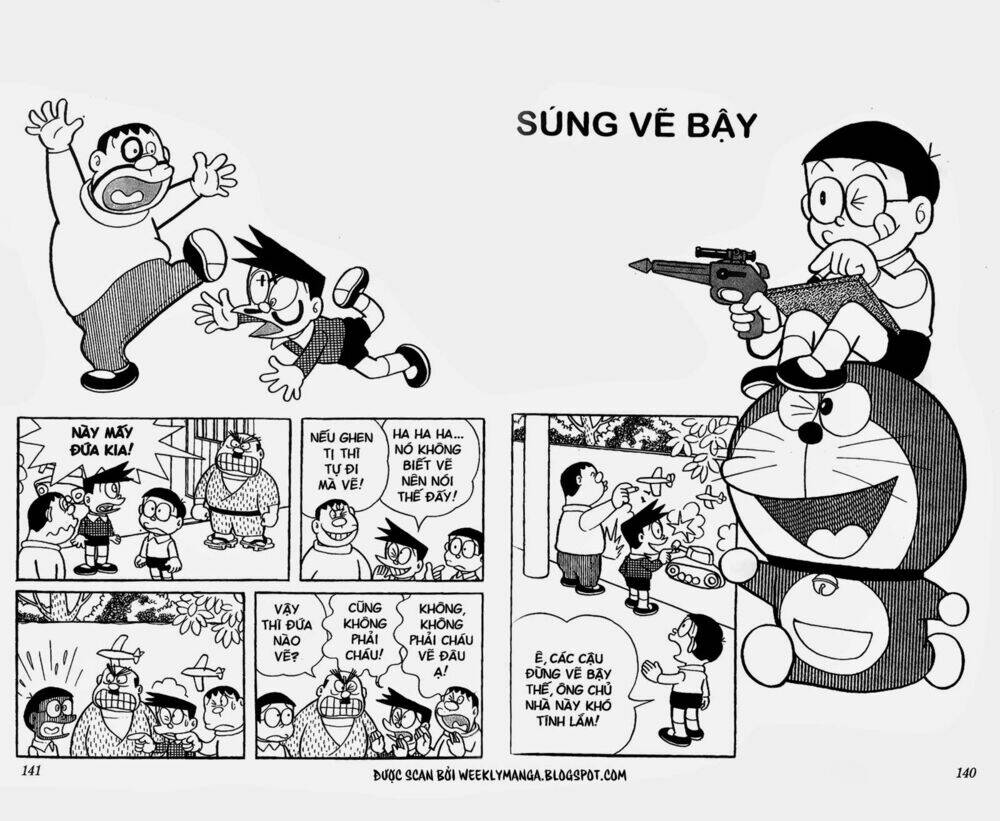 SÚNG VẼ BẬY
Ê, CÁC CẬU
ĐỪNG VẼ BẬY
THẾ, ÔNG CHỦ
NHÀ NÀY KHÓ
TÍNH LẮM!
140
HA HA HA...
NÓ KHÔNG
BIẾT VẼ
NÊN NÓI
THẾ ĐẤY!
NẾU GHEN
TỊ THÌ
TỰ ĐI
MÀ VẼ!
NÀY MẤY
ĐỨA KIA!
KHÔNG,
KHÔNG
PHẢI CHÁU
VẼ ĐÂU
Ạ!
CŨNG
KHÔNG
PHẢI
CHÁU!
VẬY
THÌ ĐỨA
NÀO
VẼ?
141
ĐƯỢC SCAN BỞI WEEKLYMANGA.BLOGSPOT.COM